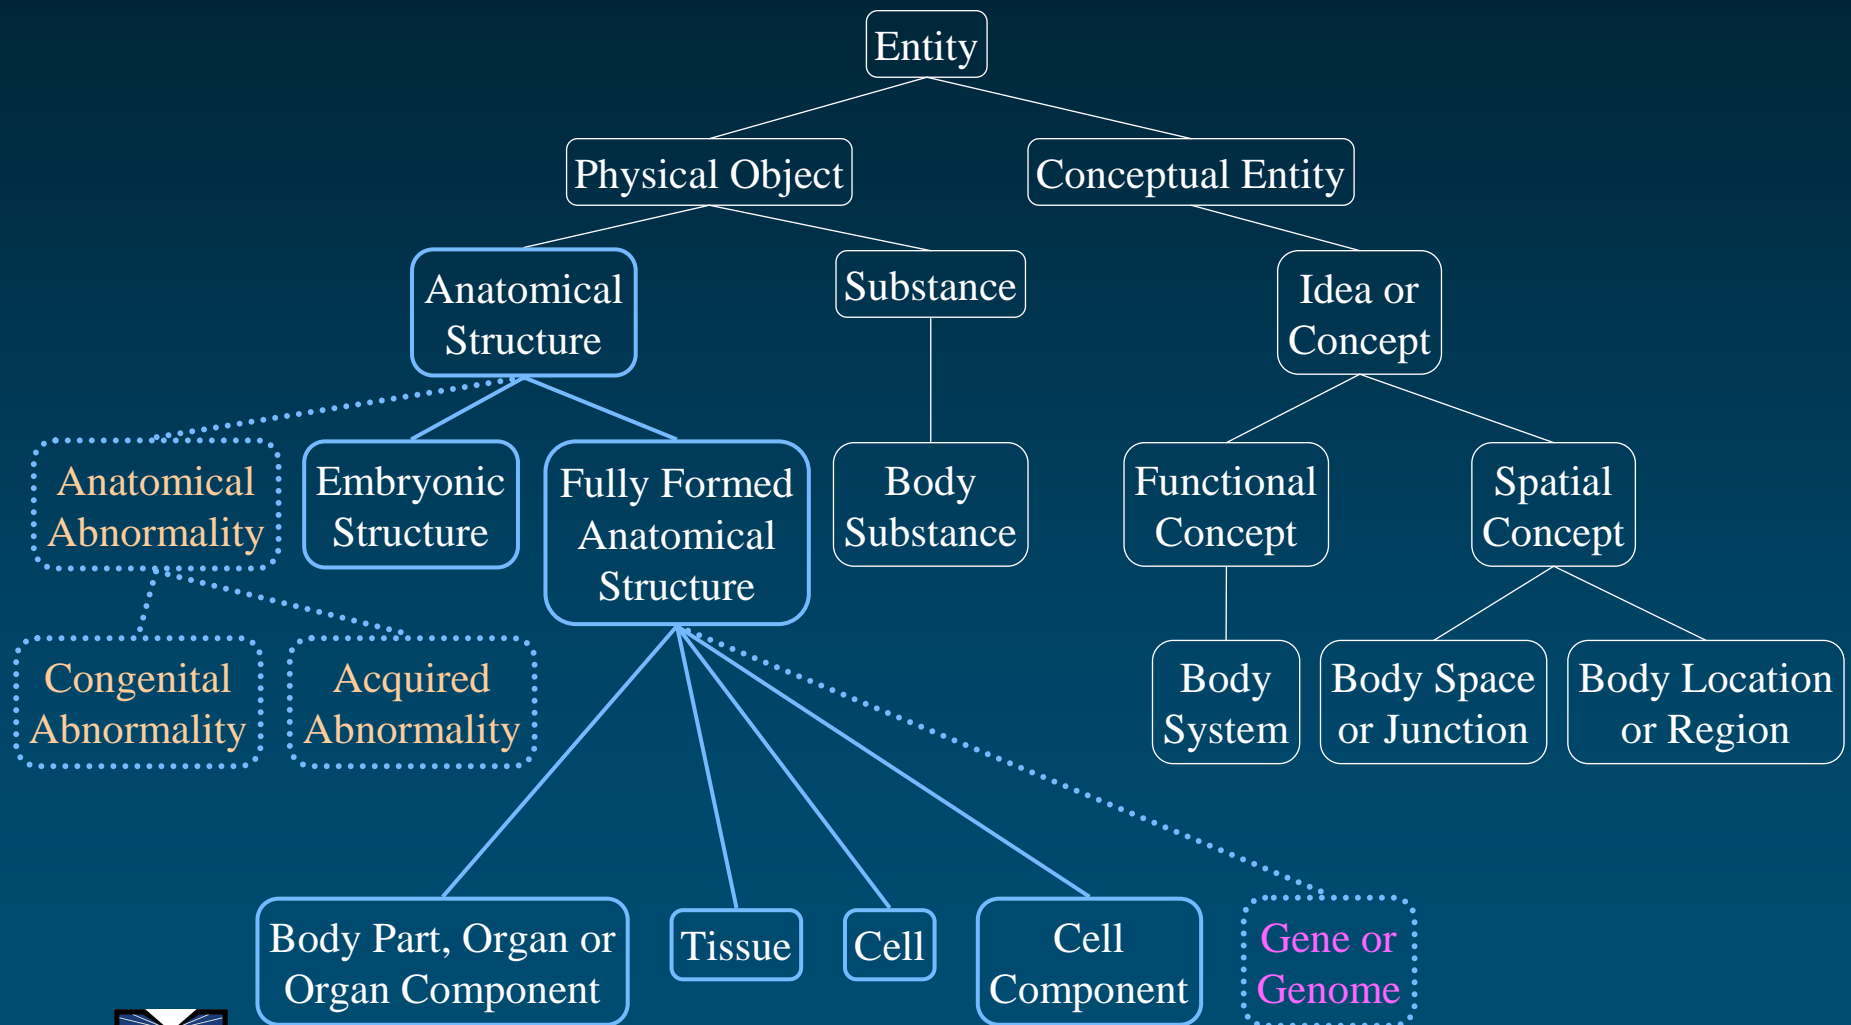 Entity
Physical Object
Conceptual Entity
Anatomical
Structure
Substance
Idea or
Concept
Anatomical
Abnormality
Embryonic
Structure
Fully Formed
Anatomical
Structure
Body
Substance
Functional
Concept
Spatial
Concept
Congenital
Abnormality
Acquired
Abnormality
Body
System
Body Space
or Junction
Body Location
or Region
Body Part, Organ or
Organ Component
Tissue
Cell
Cell
Component
Gene or
Genome